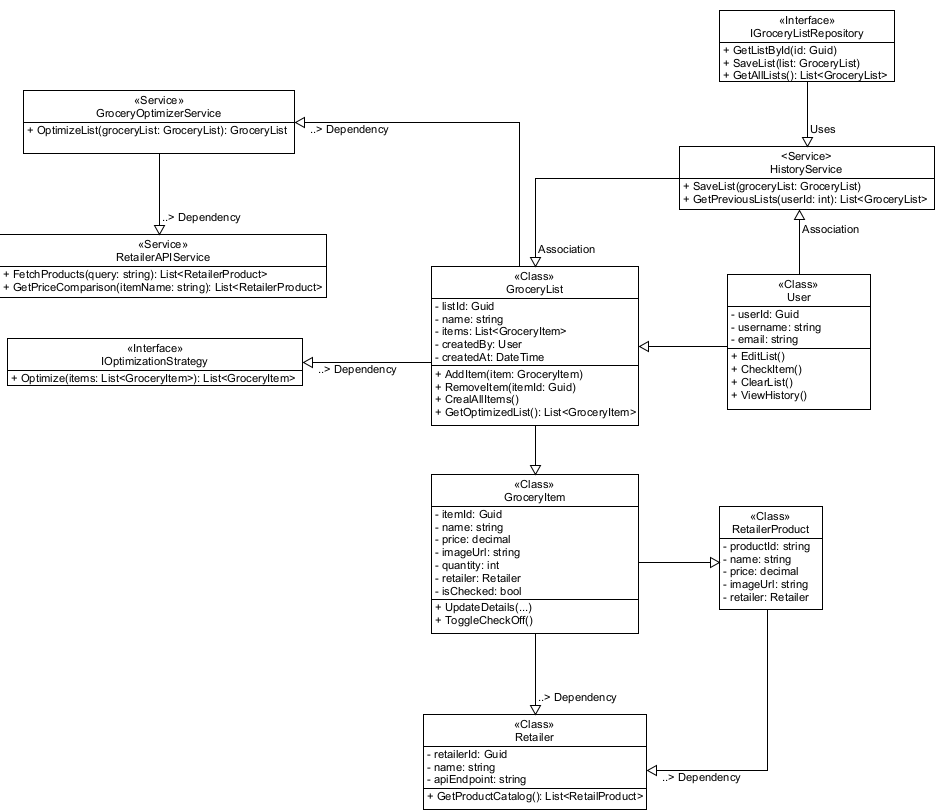 «Interface»
IGroceryListRepository
+ GetListById(id: Guid)
+ SaveList(list: GroceryList)
+ GetAllLists(): List<GroceryList>
Uses
«Service»
GroceryOptimizerService
+ OptimizeList(groceryList: GroceryList): GroceryList
..> Dependency
<Service>
HistoryService
+ SaveList(groceryList: GroceryList)
+ GetPreviousLists(userId: int): List<GroceryList>
..> Dependency
Association
«Service»
RetailerAPIService
+ FetchProducts(query: string): List<RetailerProduct>
+ GetPriceComparison(itemName: string): List<RetailerProduct>
Association
«Class»
GroceryList
- listId: Guid
- name: string
- items: List<GroceryItem>
- createdBy: User
- createdAt: DateTime
+ AddItem(item: GroceryItem)
+ RemoveItem(itemId: Guid)
+ CrealAllItems()
+ GetOptimizedList(): List<GroceryItem>
«Class»
User
- userId: Guid
- username: string
- email: string
+ EditList()
+ CheckItem()
+ ClearList()
+ ViewHistory()
«Interface»
IOptimizationStrategy
+ Optimize(items: List<GroceryItem>): List<GroceryItem>
..> Dependency
«Class»
GroceryItem
- itemId: Guid
- name: string
- price: decimal
- imageUrl: string
- quantity: int
- retailer: Retailer
- isChecked: bool
+ UpdateDetails(...)
+ ToggleCheckOff()
«Class»
RetailerProduct
- productId: string
- name: string
- price: decimal
- imageUrl: string
- retailer: Retailer
..> Dependency
«Class»
Retailer
- retailerId: Guid
- name: string
- apiEndpoint: string
+ GetProductCatalog(): List<RetailProduct>
..> Dependency